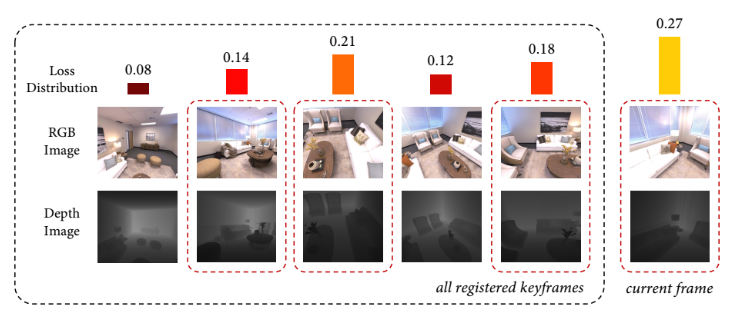 0.27
0.21
0.18
0.14
0.12
0.08
Loss
Distribution
RGB
Image
Depth
Image
all registered keyframes
current frame